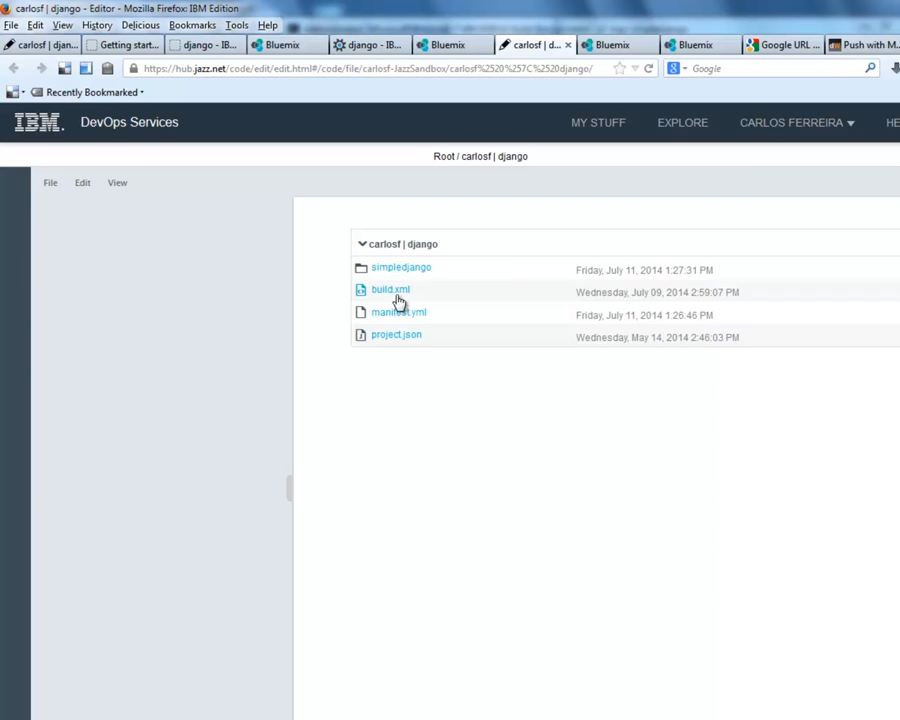 carlosf | django - Editor - Mozilla Firefox: IBM Edition
File Edit View History Delicious Bookmarks Tools Help
carlosf | djan... Getting start... django - IB... Bluemix django - IB... Bluemix carlosf | d... × Bluemix Bluemix Google URL ... Push with M
https://hub.jazz.net/code/edit/edit.html#/code/file/carlosf-JazzSandbox/carlosf%2520%257C%2520django/ Google
Recently Bookmarked
IBM. DevOps Services MY STUFF EXPLORE CARLOS FERREIRA HE
Root / carlosf | django
File Edit View
carlosf | django
simpledjango Friday, July 11, 2014 1:27:31 PM
build.xml Wednesday, July 09, 2014 2:59:07 PM
manifest.yml Friday, July 11, 2014 1:26:46 PM
project.json Wednesday, May 14, 2014 2:46:03 PM